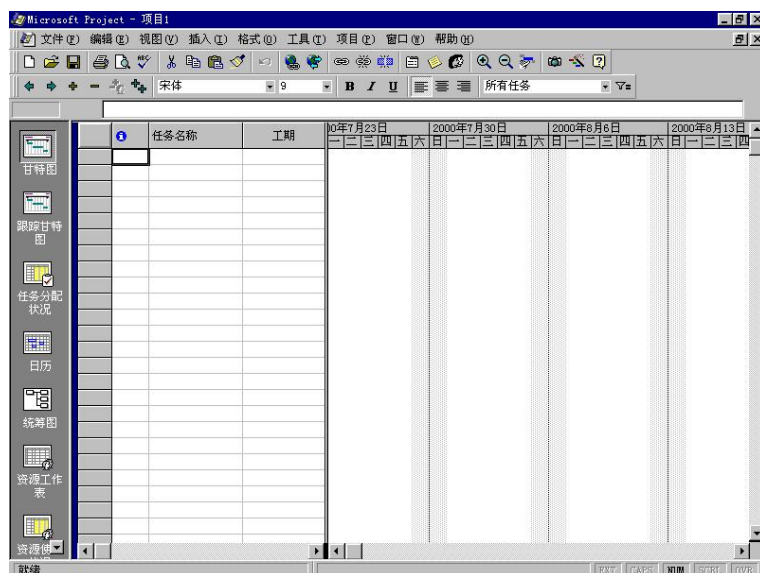 Microsoft Project - 项目1
文件(F) 编辑(E) 视图(V) 插入(I) 格式(O) 工具(T) 项目(P) 窗口(W) 帮助(H)
宋体 9 B I U 所有任务
任务名称 工期
0年7月23日 2000年7月30日 2000年8月6日 2000年8月13日
一 二 三 四 五 六 日 一 二 三 四 五 六 日 一 二 三 四 五 六 日 一 二 三 四
甘特图
跟踪甘特
图
任务分配
状况
日历
统筹图
资源工作
表
资源使
就绪
EXT CAPS NUM SCRL OVR